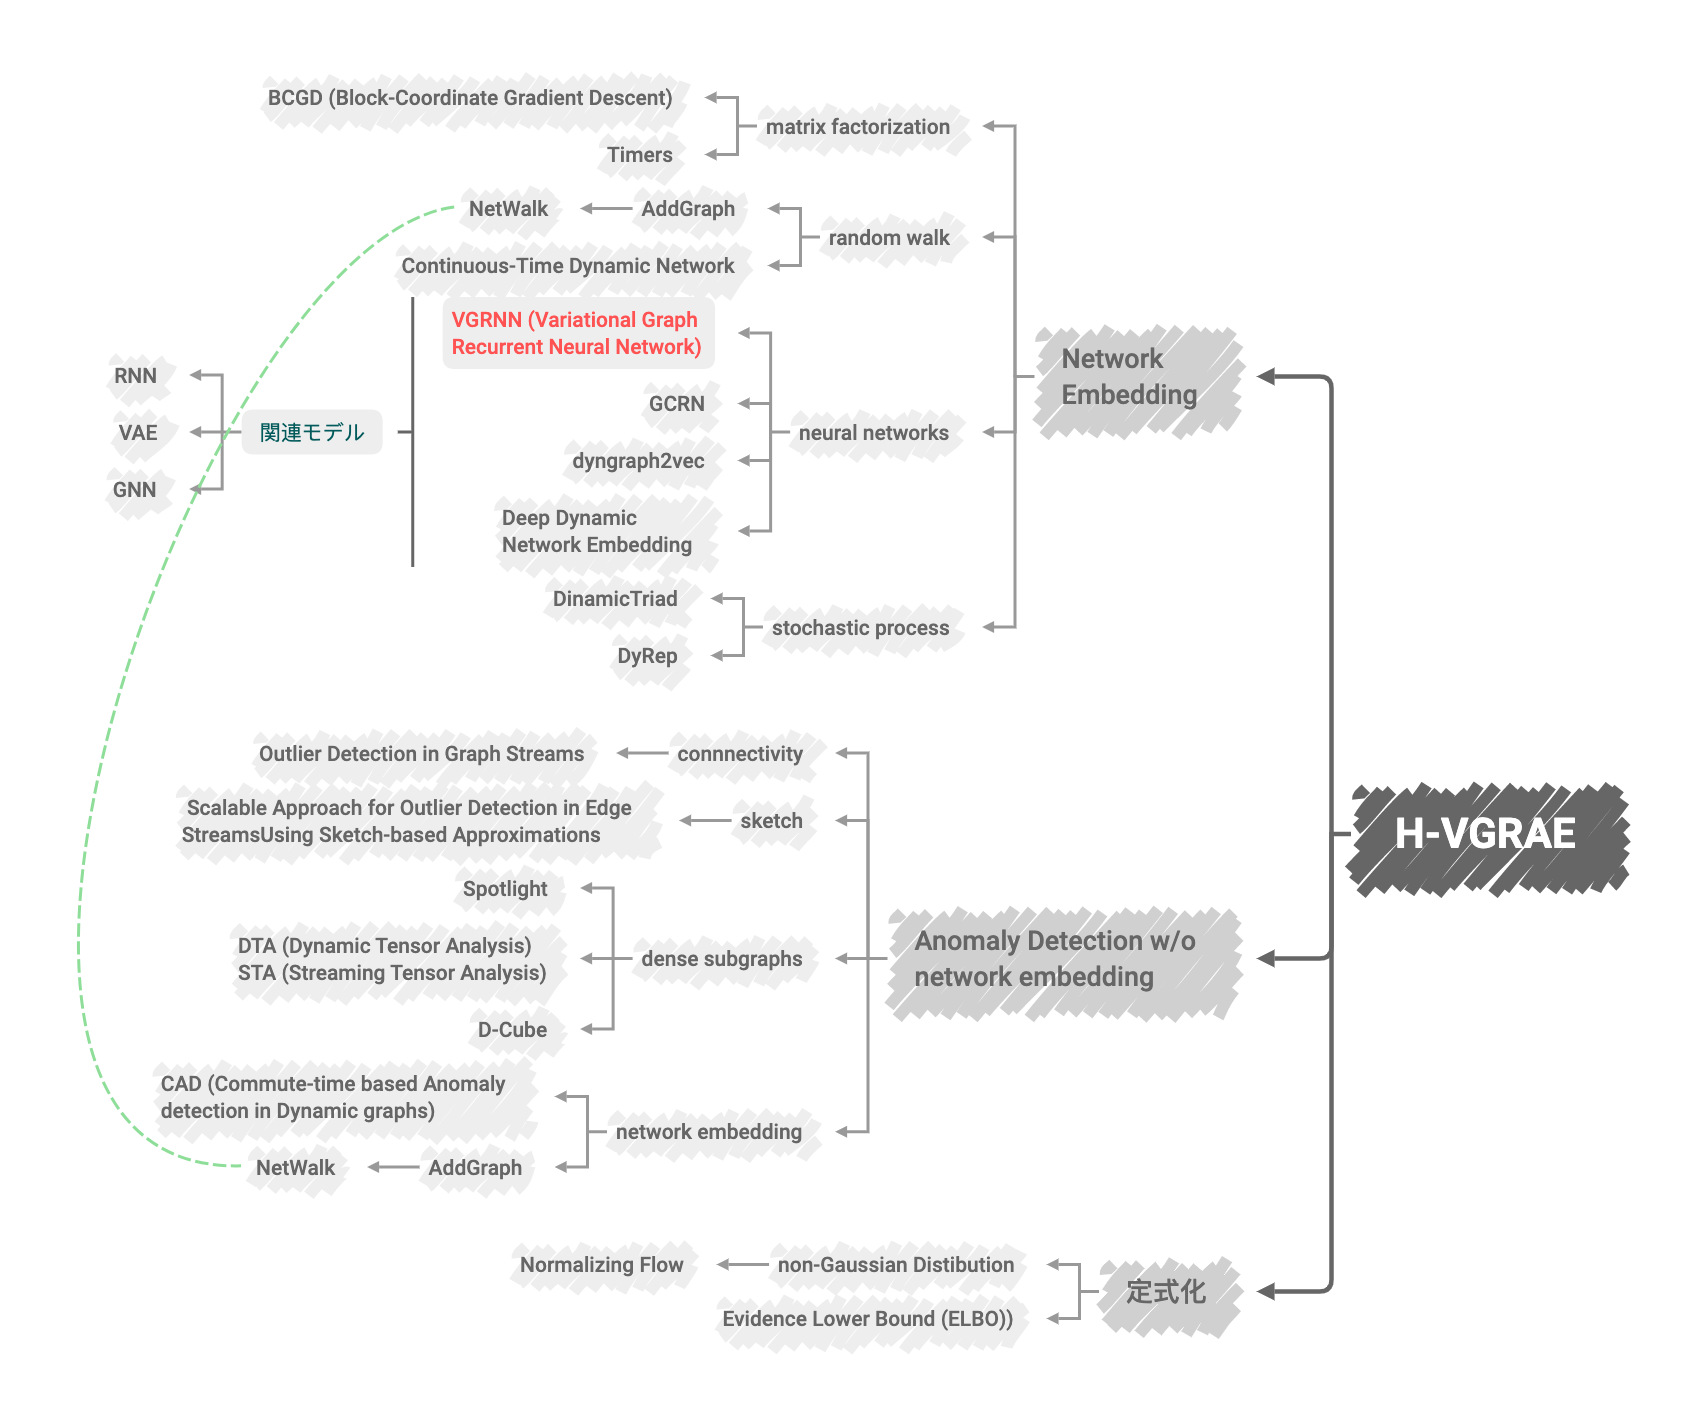 BCGD (Block-Coordinate Gradient Descent)
matrix factorization
Timers
NetWalk
AddGraph
random walk
Continuous-Time Dynamic Network
VGRNN (Variational Graph
Recurrent Neural Network)
Network
Embedding
RNN
GCRN
VAE
関連モデル
neural networks
dyngraph2vec
GNN
Deep Dynamic
Network Embedding
DinamicTriad
stochastic process
DyRep
Outlier Detection in Graph Streams
connnectivity
Scalable Approach for Outlier Detection in Edge
StreamsUsing Sketch-based Approximations
sketch
H-VGRAE
Spotlight
DTA (Dynamic Tensor Analysis)
STA (Streaming Tensor Analysis)
dense subgraphs
Anomaly Detection w/o
network embedding
D-Cube
CAD (Commute-time based Anomaly
detection in Dynamic graphs)
network embedding
NetWalk
AddGraph
Normalizing Flow
non-Gaussian Distibution
定式化
Evidence Lower Bound (ELBO))